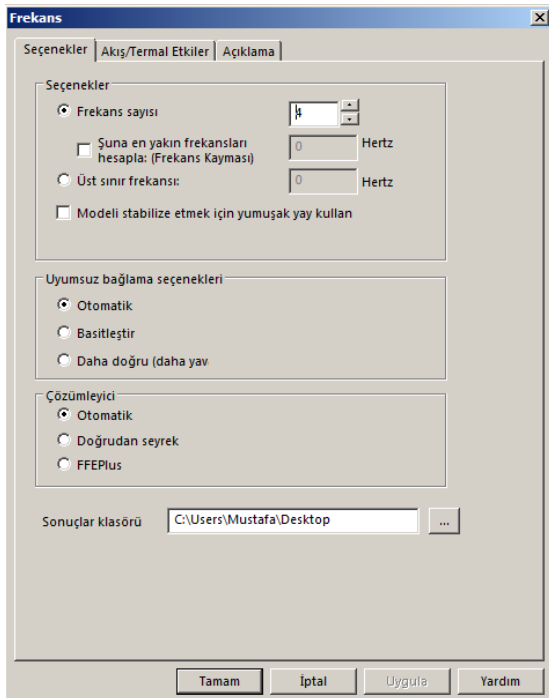 Frekans
Seçenekler Akış/Termal Etkiler Açıklama
Seçenekler
Frekans sayısı 4
Şuna en yakın frekansları
hesapla: (Frekans Kayması) 0 Hertz
Üst sınır frekansı: 0 Hertz
Modeli stabilize etmek için yumuşak yay kullan
Uyumsuz bağlama seçenekleri
Otomatik
Basitleştir
Daha doğru (daha yav
Çözümleyici
Otomatik
Doğrudan seyrek
FFEPlus
Sonuçlar klasörü C:\Users\Mustafa\Desktop ...
Tamam İptal Uygula Yardım